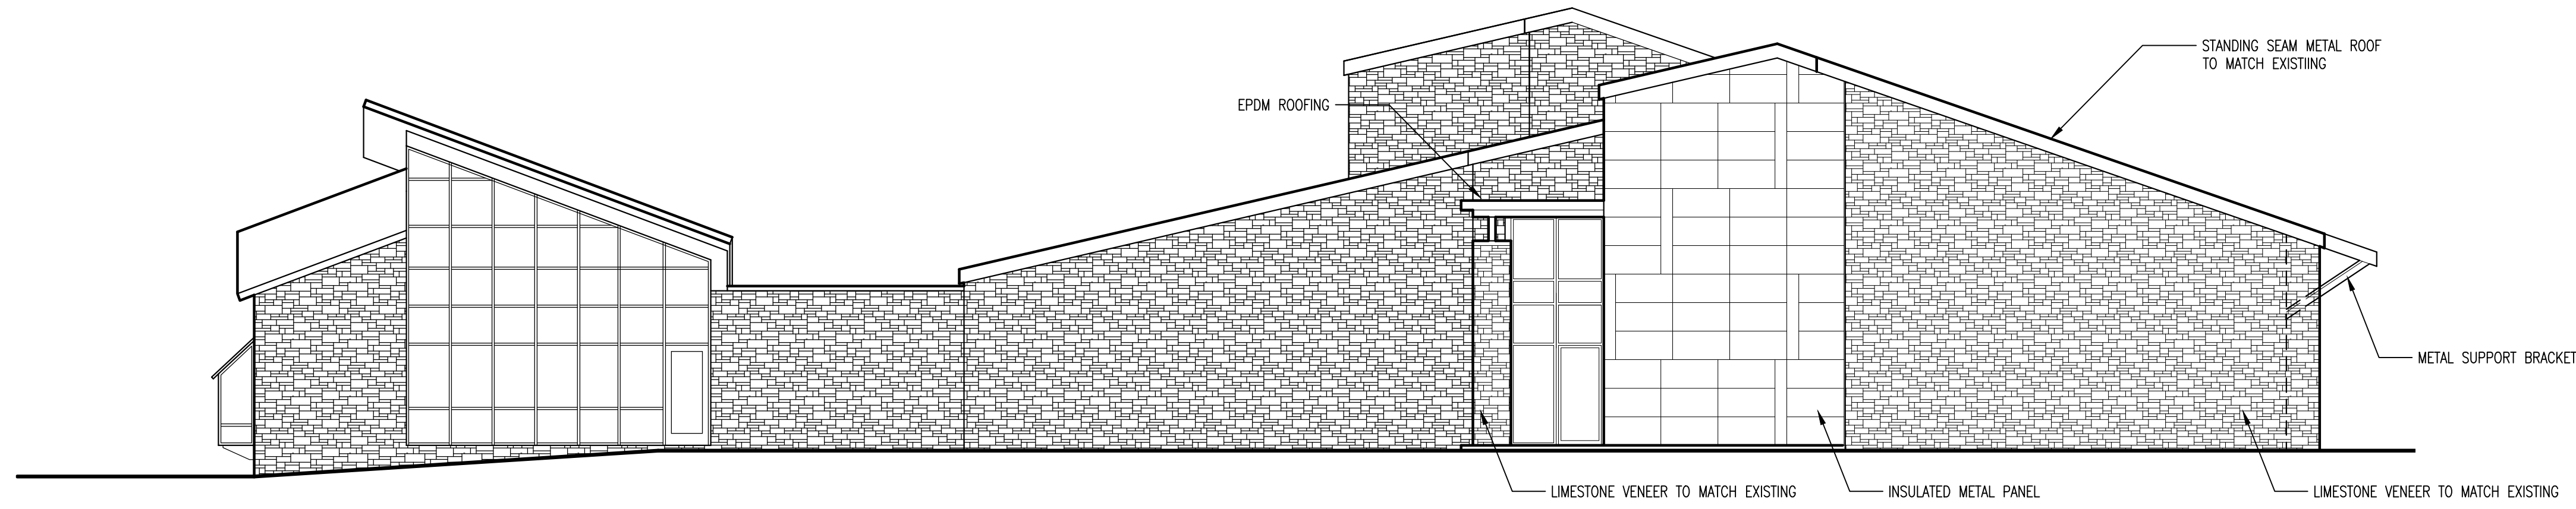 STANDING SEAM METAL ROOF
TO MATCH EXISTIING
EPDM ROOFING
METAL SUPPORT BRACKET
LIMESTONE VENEER TO MATCH EXISTING
INSULATED METAL PANEL
LIMESTONE VENEER TO MATCH EXISTING